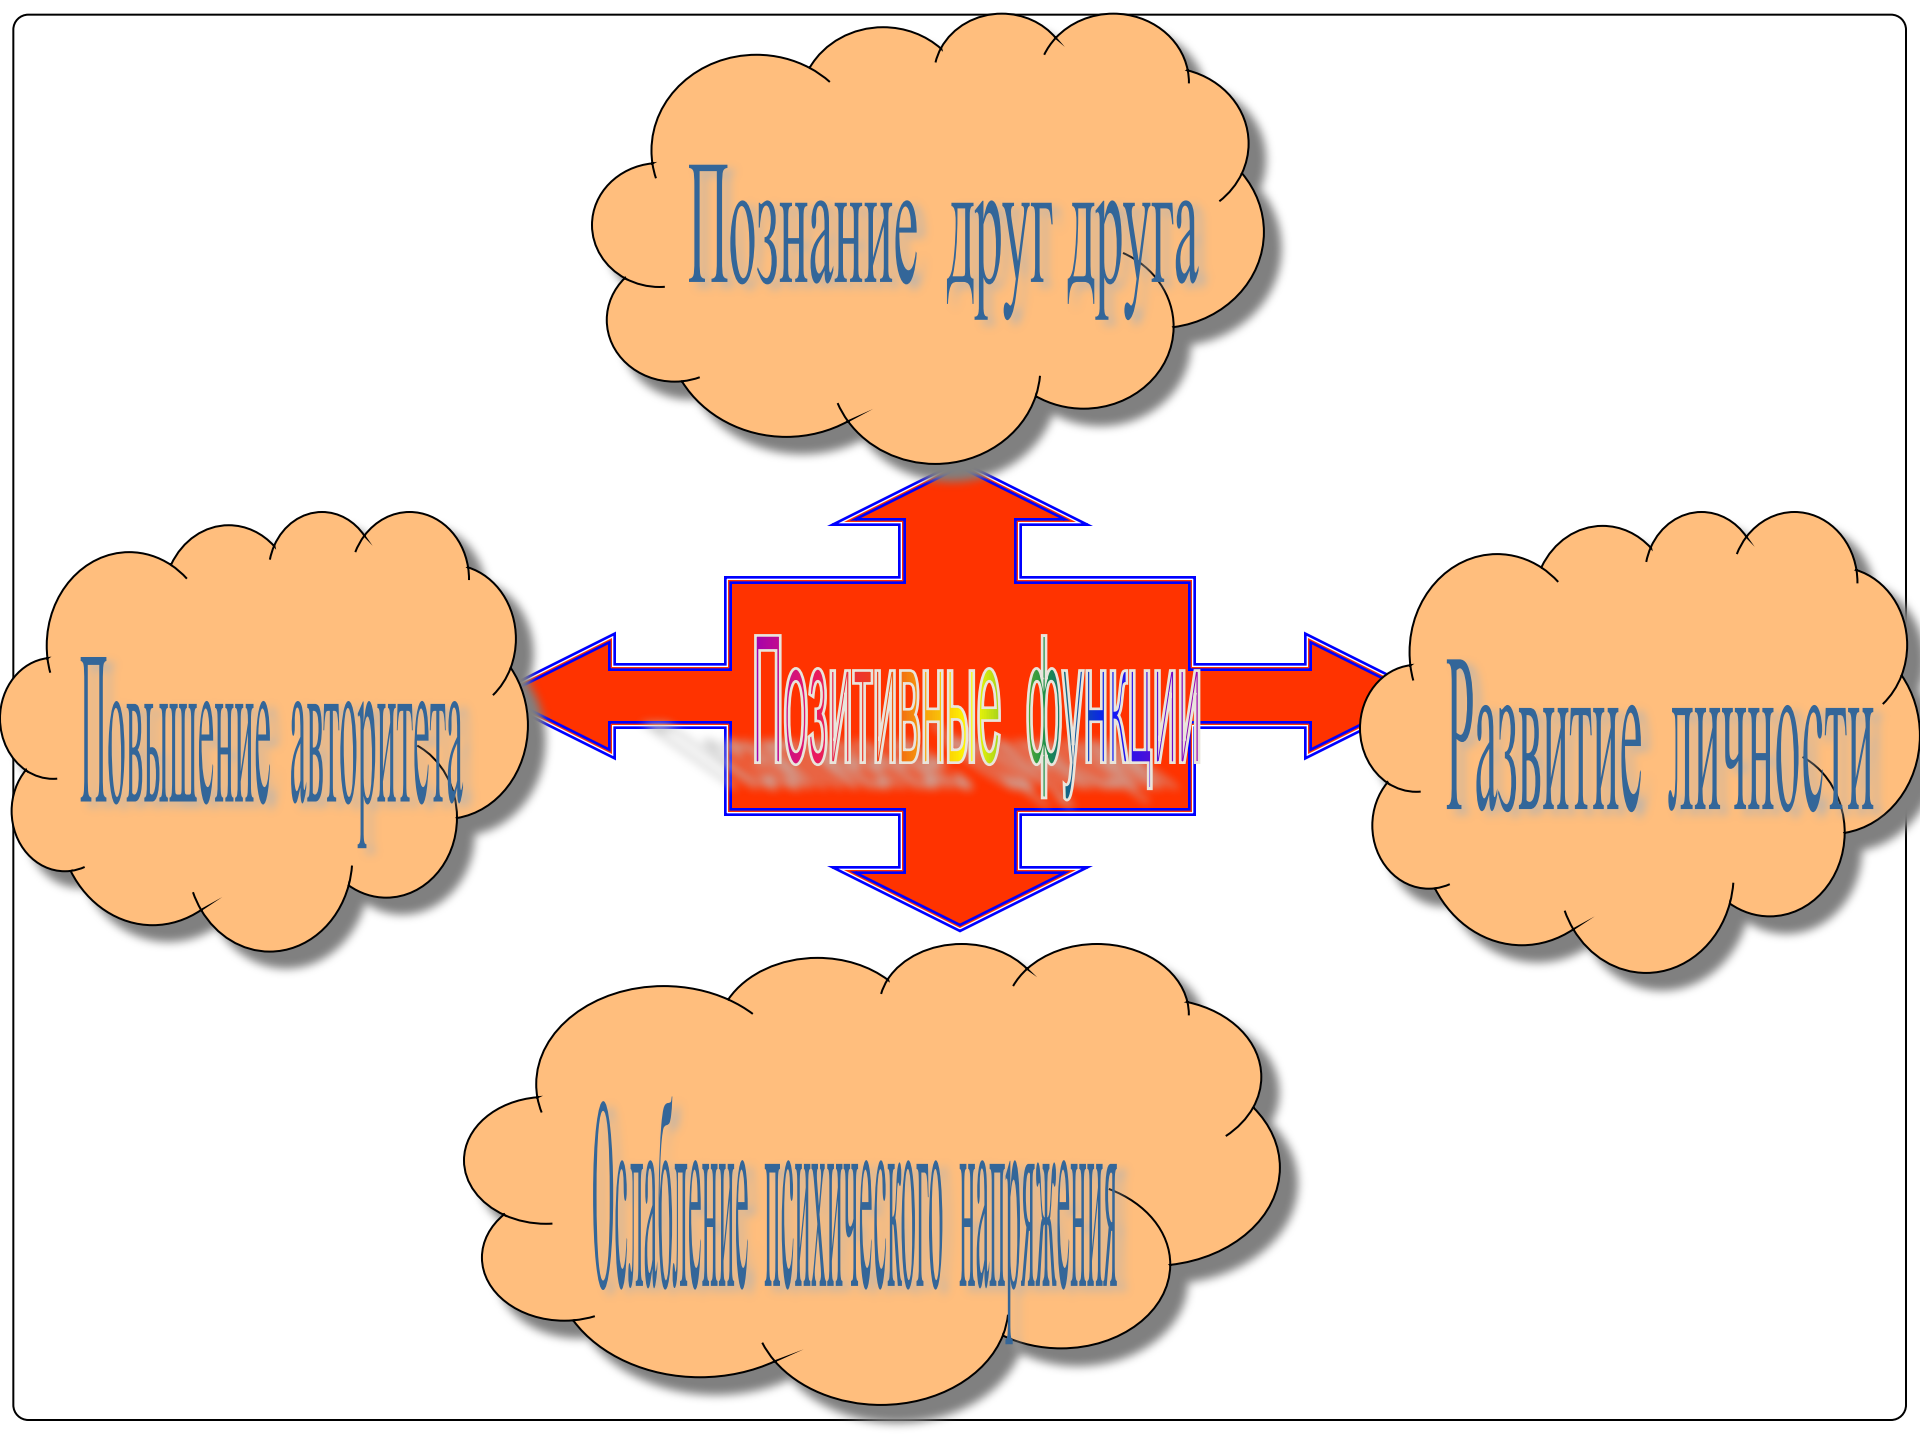 Познание друг друга
Повышение авторитета
Позитивные функции
Развитие личности
Ослабление психического напряжения